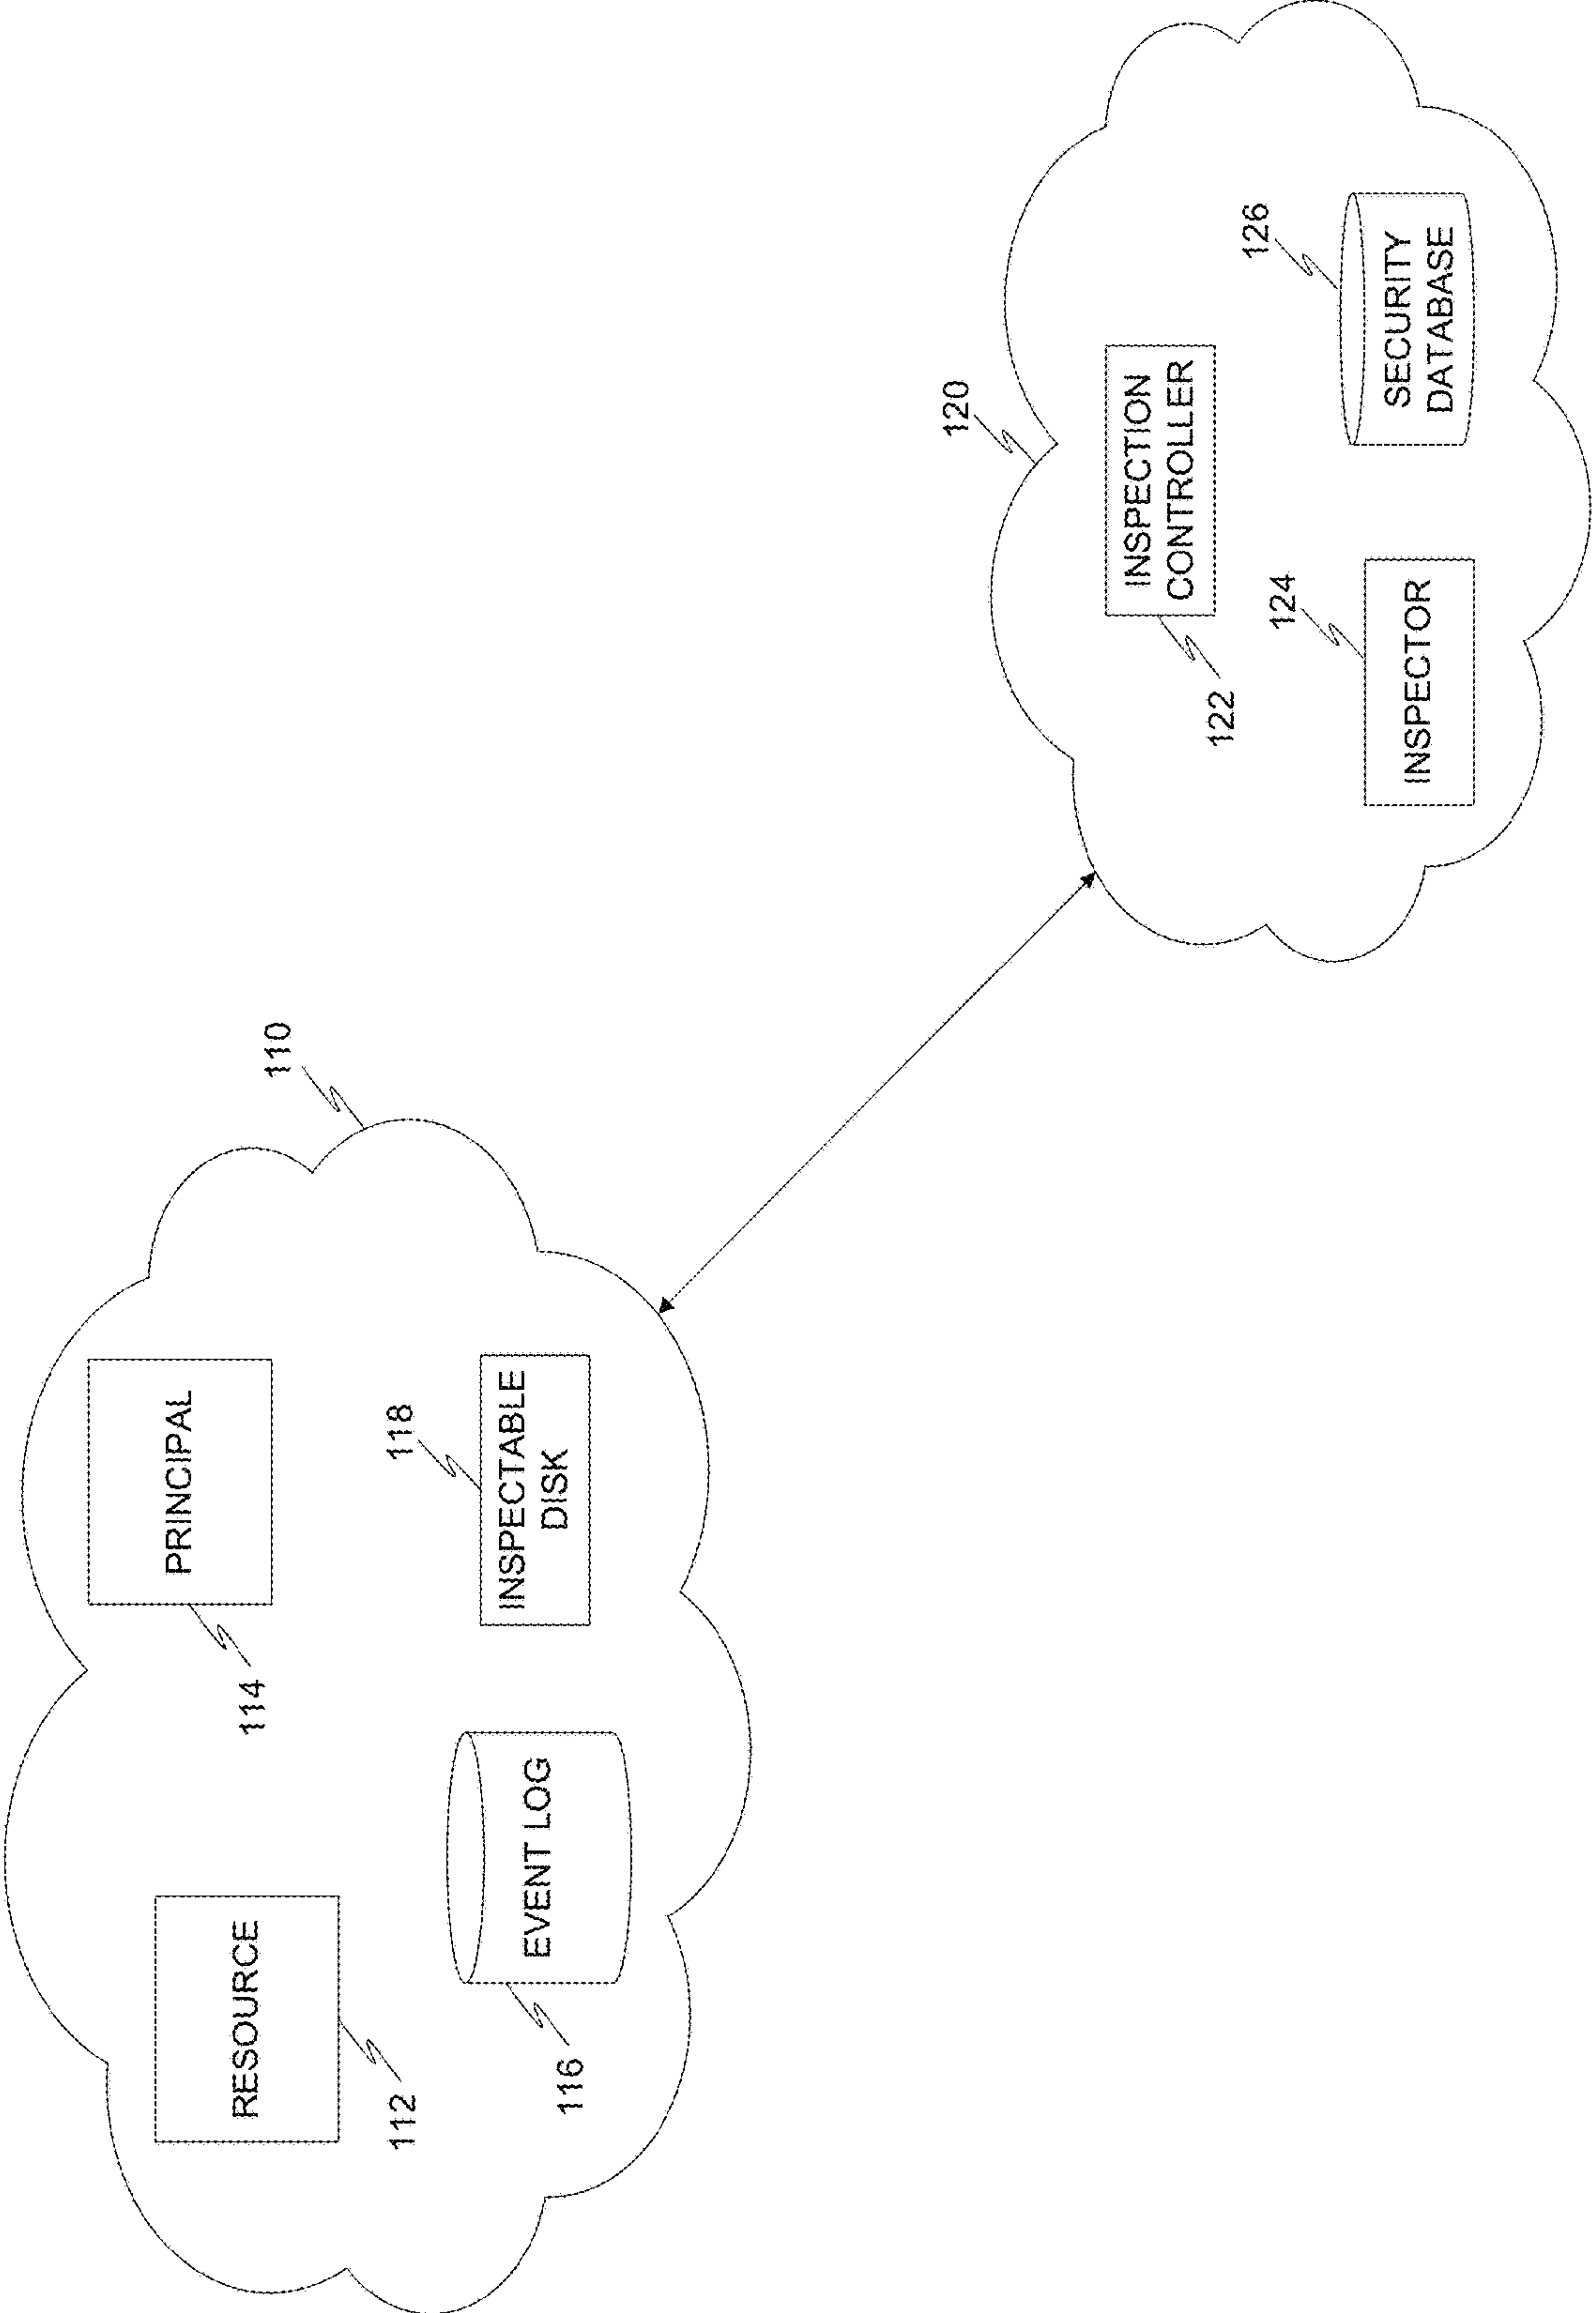 110
RESOURCE
112
PRINCIPAL
114
EVENT LOG
116
INSPECTABLE
DISK
118
120
INSPECTION
CONTROLLER
122
INSPECTOR
124
SECURITY
DATABASE
126